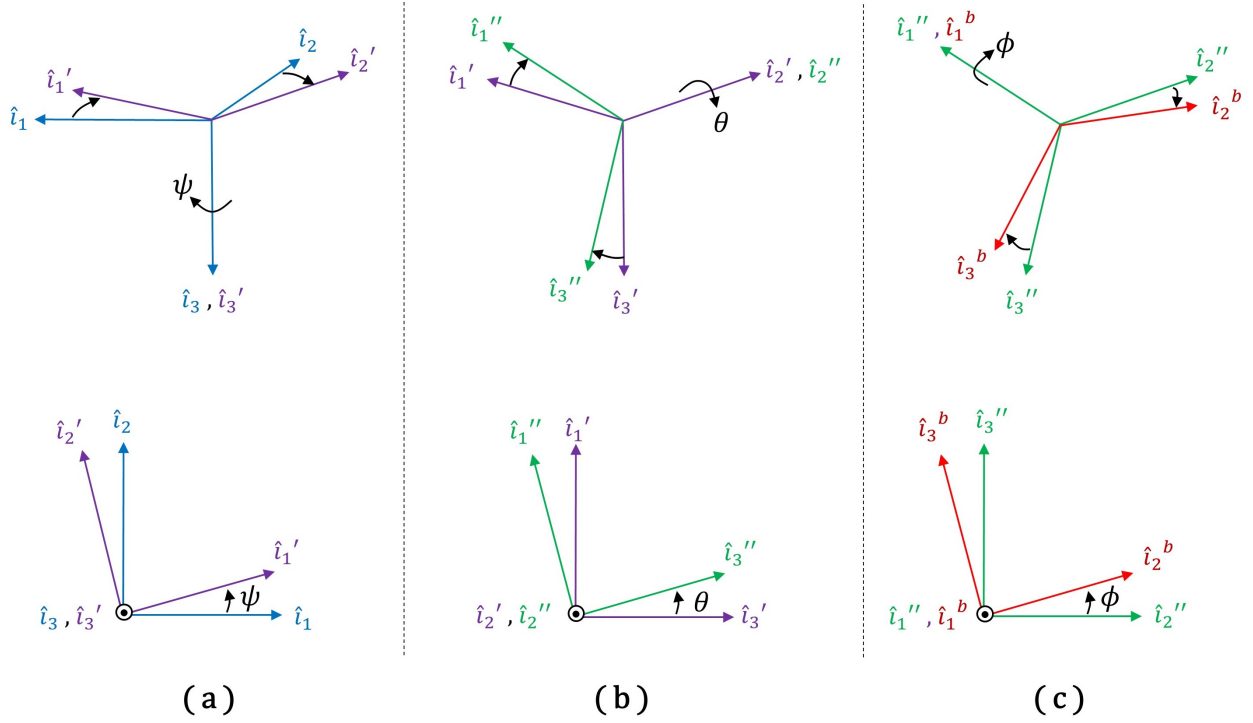 î₂
î₂′
î₁′
î₁
ψ
î₃ , î₃′
î₂′
î₂
î₁′
ψ
î₃ , î₃′
î₁
(a)
î₁′′
î₁′
î₂′ , î₂′′
θ
î₃′′
î₃′
î₁′′
î₁′
î₃′′
θ
î₂′ , î₂′′
î₃′
(b)
î₁′′ , î₁ᵇ
ϕ
î₂′′
î₂ᵇ
î₃ᵇ
î₃′′
î₃ᵇ
î₃′′
î₂ᵇ
ϕ
î₁′′ , î₁ᵇ
î₂′′
(c)